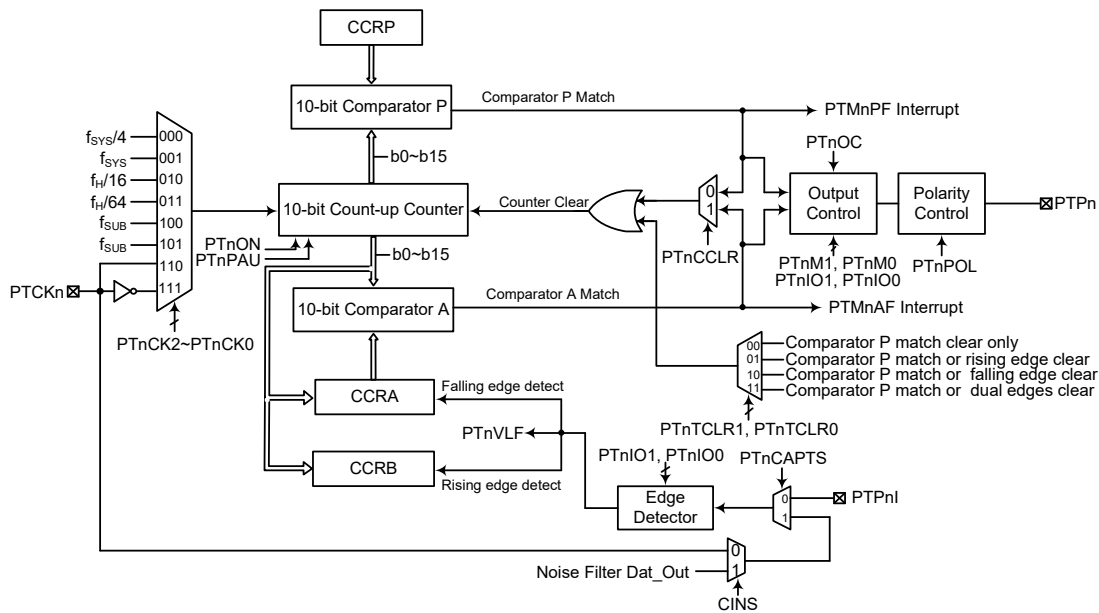 CCRP
10-bit Comparator P
Comparator P Match
PTMnPF Interrupt
b0~b15
fSYS/4
000
fSYS
001
fH/16
010
fH/64
011
fSUB
100
fSUB
101
110
111
PTCKn
PTnCK2~PTnCK0
10-bit Count-up Counter
Counter Clear
PTnON
PTnPAU
b0~b15
0
1
PTnCCLR
PTnOC
Output
Control
PTnM1, PTnM0
PTnIO1, PTnIO0
Polarity
Control
PTnPOL
PTPn
10-bit Comparator A
Comparator A Match
PTMnAF Interrupt
00
Comparator P match clear only
01
Comparator P match or rising edge clear
10
Comparator P match or falling edge clear
11
Comparator P match or dual edges clear
PTnTCLR1, PTnTCLR0
CCRA
Falling edge detect
PTnVLF
CCRB
Rising edge detect
PTnIO1, PTnIO0
Edge
Detector
PTnCAPTS
0
1
PTPnI
0
1
Noise Filter Dat_Out
CINS